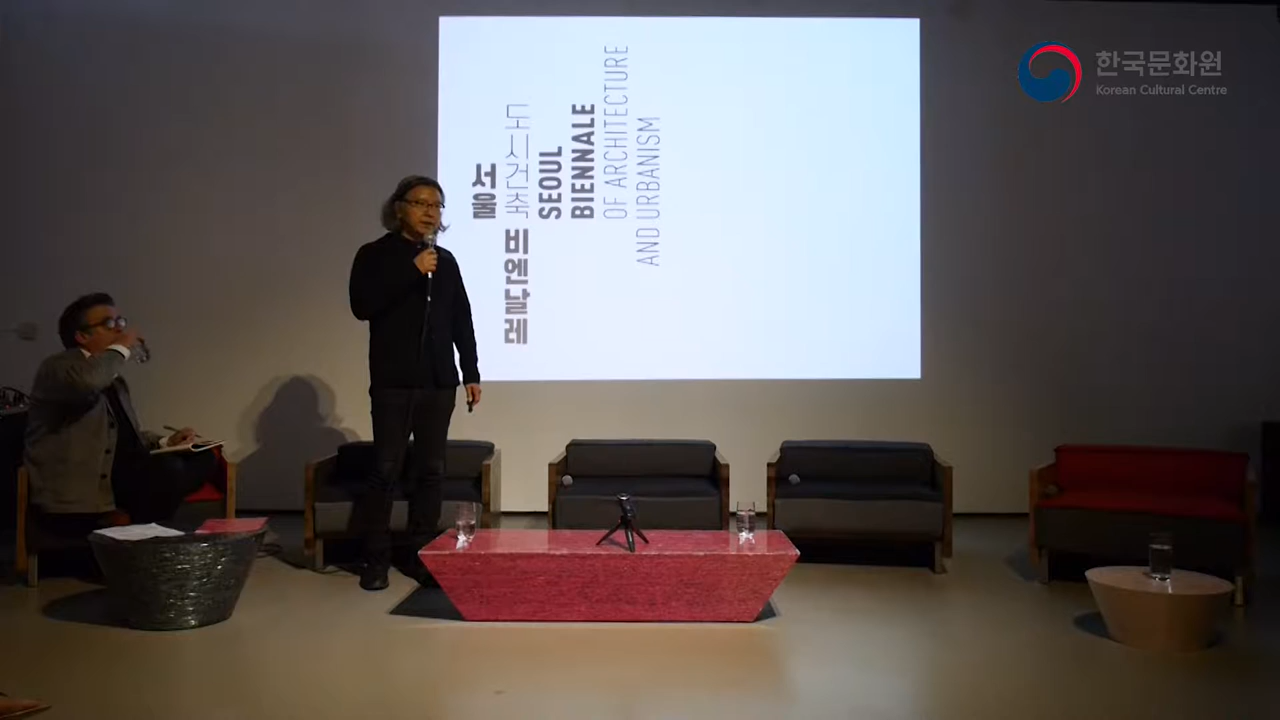 서울
도시건축 비엔날레
SEOUL
BIENNALE
OF ARCHITECTURE
AND URBANISM
한국문화원
Korean Cultural Centre